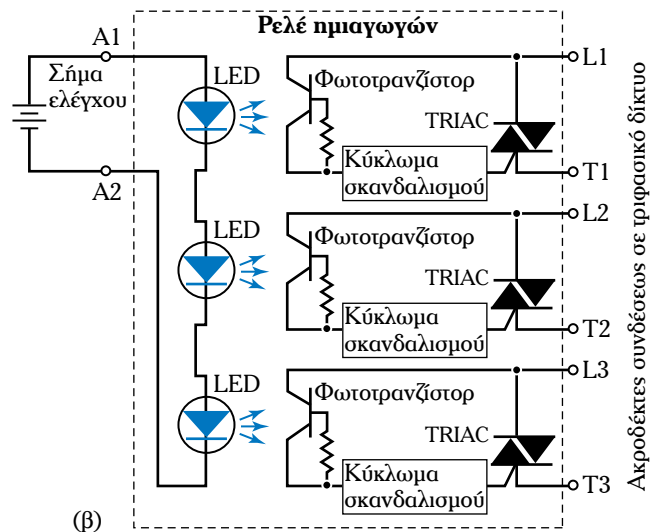 Ρελέ ημιαγωγών
A1
Σήμα
ελέγχου
A2
LED
Φωτοτρανζίστορ
TRIAC
Κύκλωμα
σκανδαλισμού
L1
T1
LED
Φωτοτρανζίστορ
TRIAC
Κύκλωμα
σκανδαλισμού
L2
T2
LED
Φωτοτρανζίστορ
TRIAC
Κύκλωμα
σκανδαλισμού
L3
T3
Ακροδέκτες συνδέσεως σε τριφασικό δίκτυο
(β)